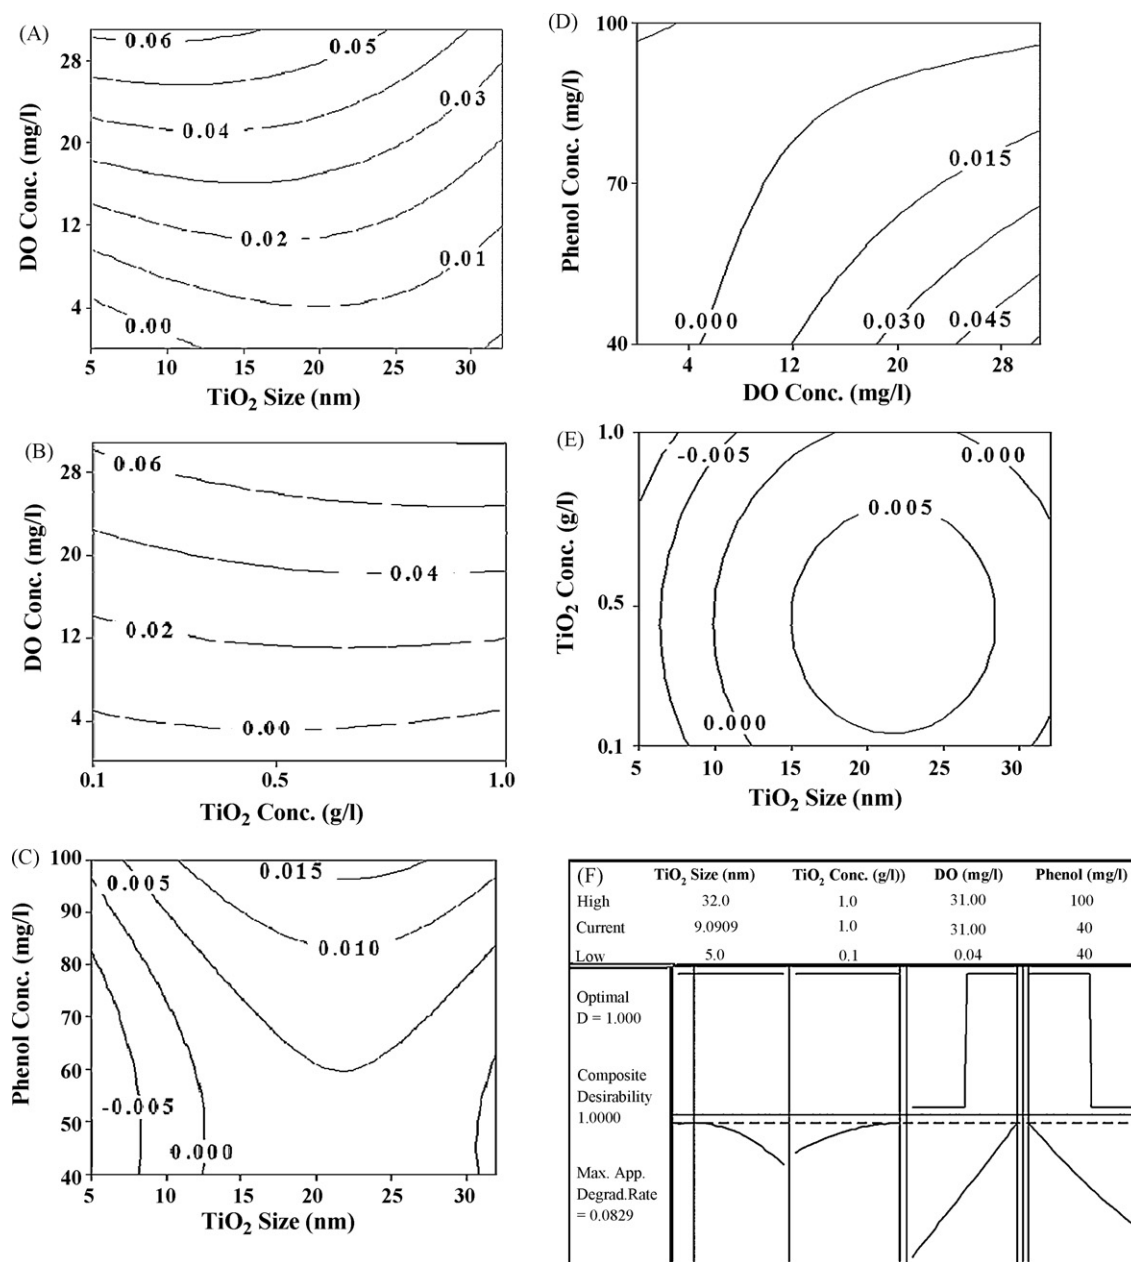 (A)
0.06
0.05
0.04
0.03
0.02
0.01
0.00
28
20
12
4
5 10 15 20 25 30
DO Conc. (mg/l)
TiO₂ Size (nm)
(B)
0.06
0.04
0.02
0.00
28
20
12
4
0.1 0.5 1.0
DO Conc. (mg/l)
TiO₂ Conc. (g/l)
(C)
0.015
0.010
0.005
-0.005
0.000
100
90
80
70
60
50
40
5 10 15 20 25 30
Phenol Conc. (mg/l)
TiO₂ Size (nm)
(D)
0.015
0.000
0.030
0.045
100
70
40
4 12 20 28
Phenol Conc. (mg/l)
DO Conc. (mg/l)
(E)
-0.005
0.000
0.005
0.000
1.0
0.5
0.1
5 10 15 20 25 30
TiO₂ Conc. (g/l)
TiO₂ Size (nm)
(F) TiO₂ Size (nm) TiO₂ Conc. (g/l)) DO (mg/l) Phenol (mg/l)
High 32.0 1.0 31.00 100
Current 9.0909 1.0 31.00 40
Low 5.0 0.1 0.04 40
Optimal
D = 1.000
Composite
Desirability
1.0000
Max. App.
Degrad.Rate
= 0.0829